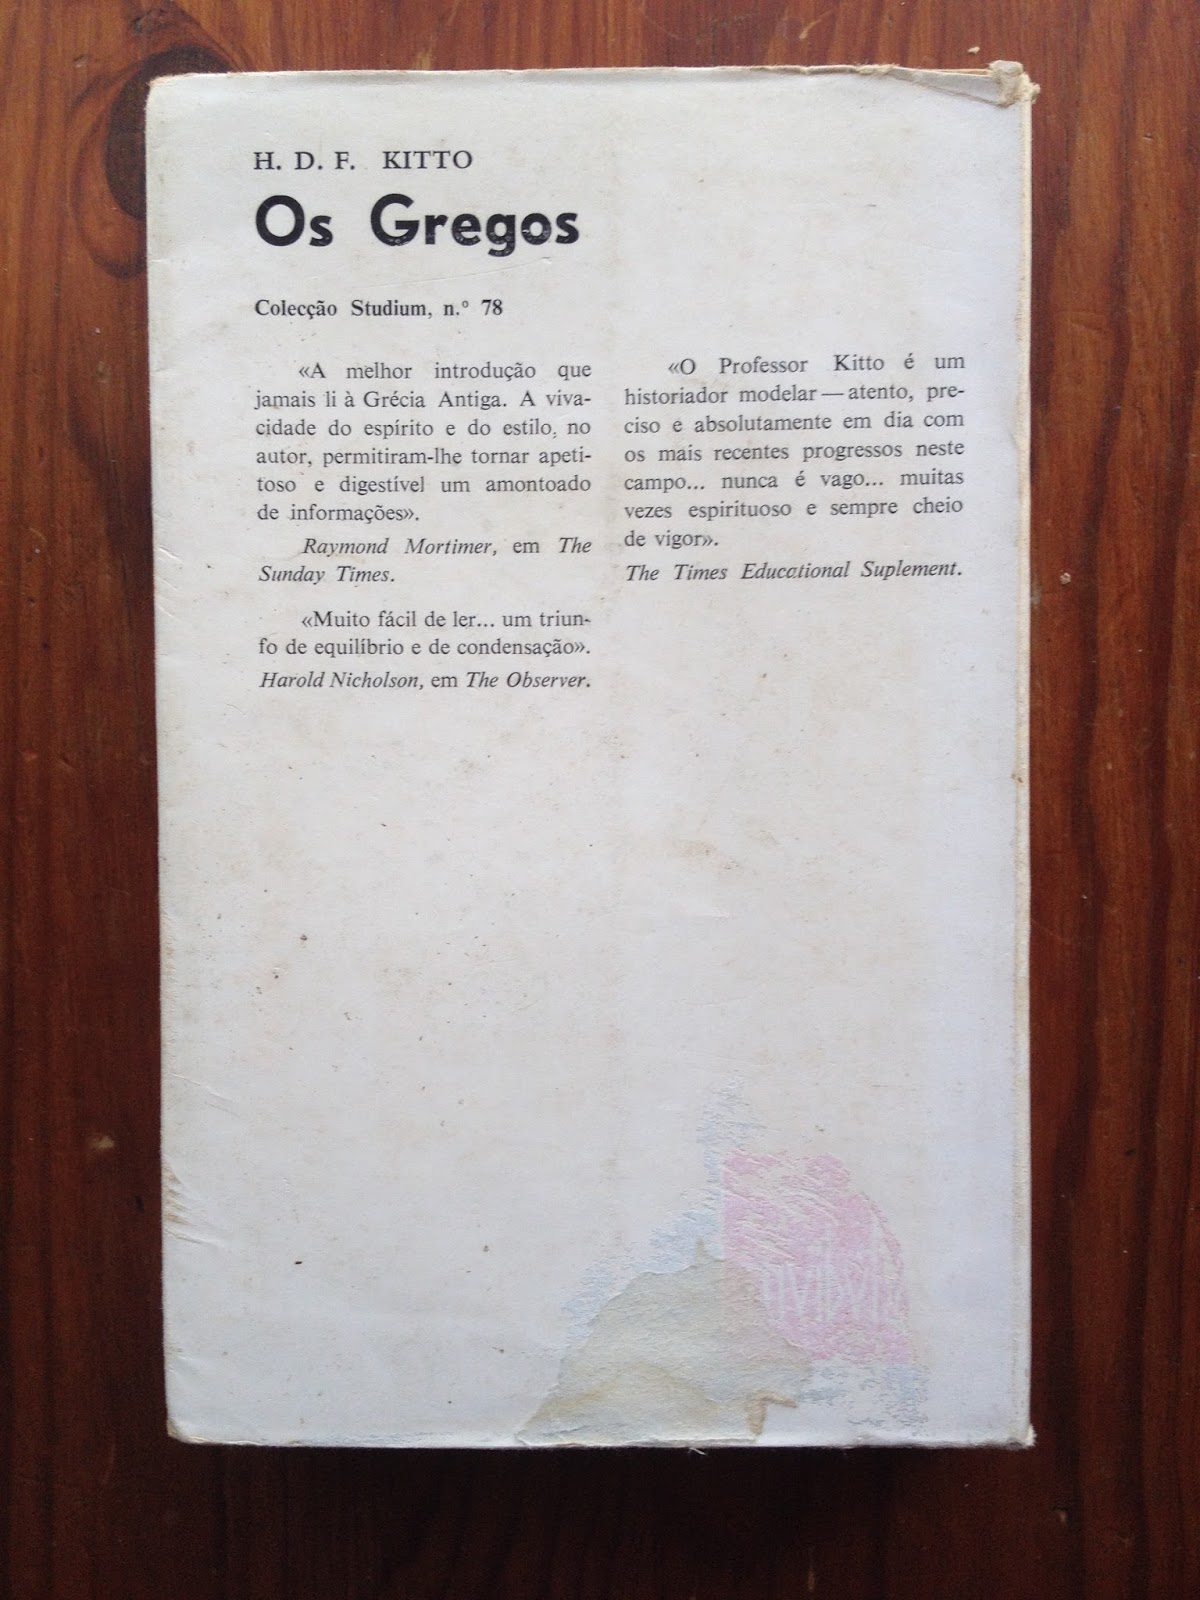 H. D. F. KITTO
Os Gregos
Colecção Studium, n.º 78
«A melhor introdução que
jamais li à Grécia Antiga. A viva-
cidade do espírito e do estilo, no
autor, permitiram-lhe tornar apeti-
toso e digestível um amontoado
de informações».
Raymond Mortimer, em The
Sunday Times.
«Muito fácil de ler... um triun-
fo de equilíbrio e de condensação».
Harold Nicholson, em The Observer.
«O Professor Kitto é um
historiador modelar — atento, pre-
ciso e absolutamente em dia com
os mais recentes progressos neste
campo... nunca é vago... muitas
vezes espirituoso e sempre cheio
de vigor».
The Times Educational Suplement.